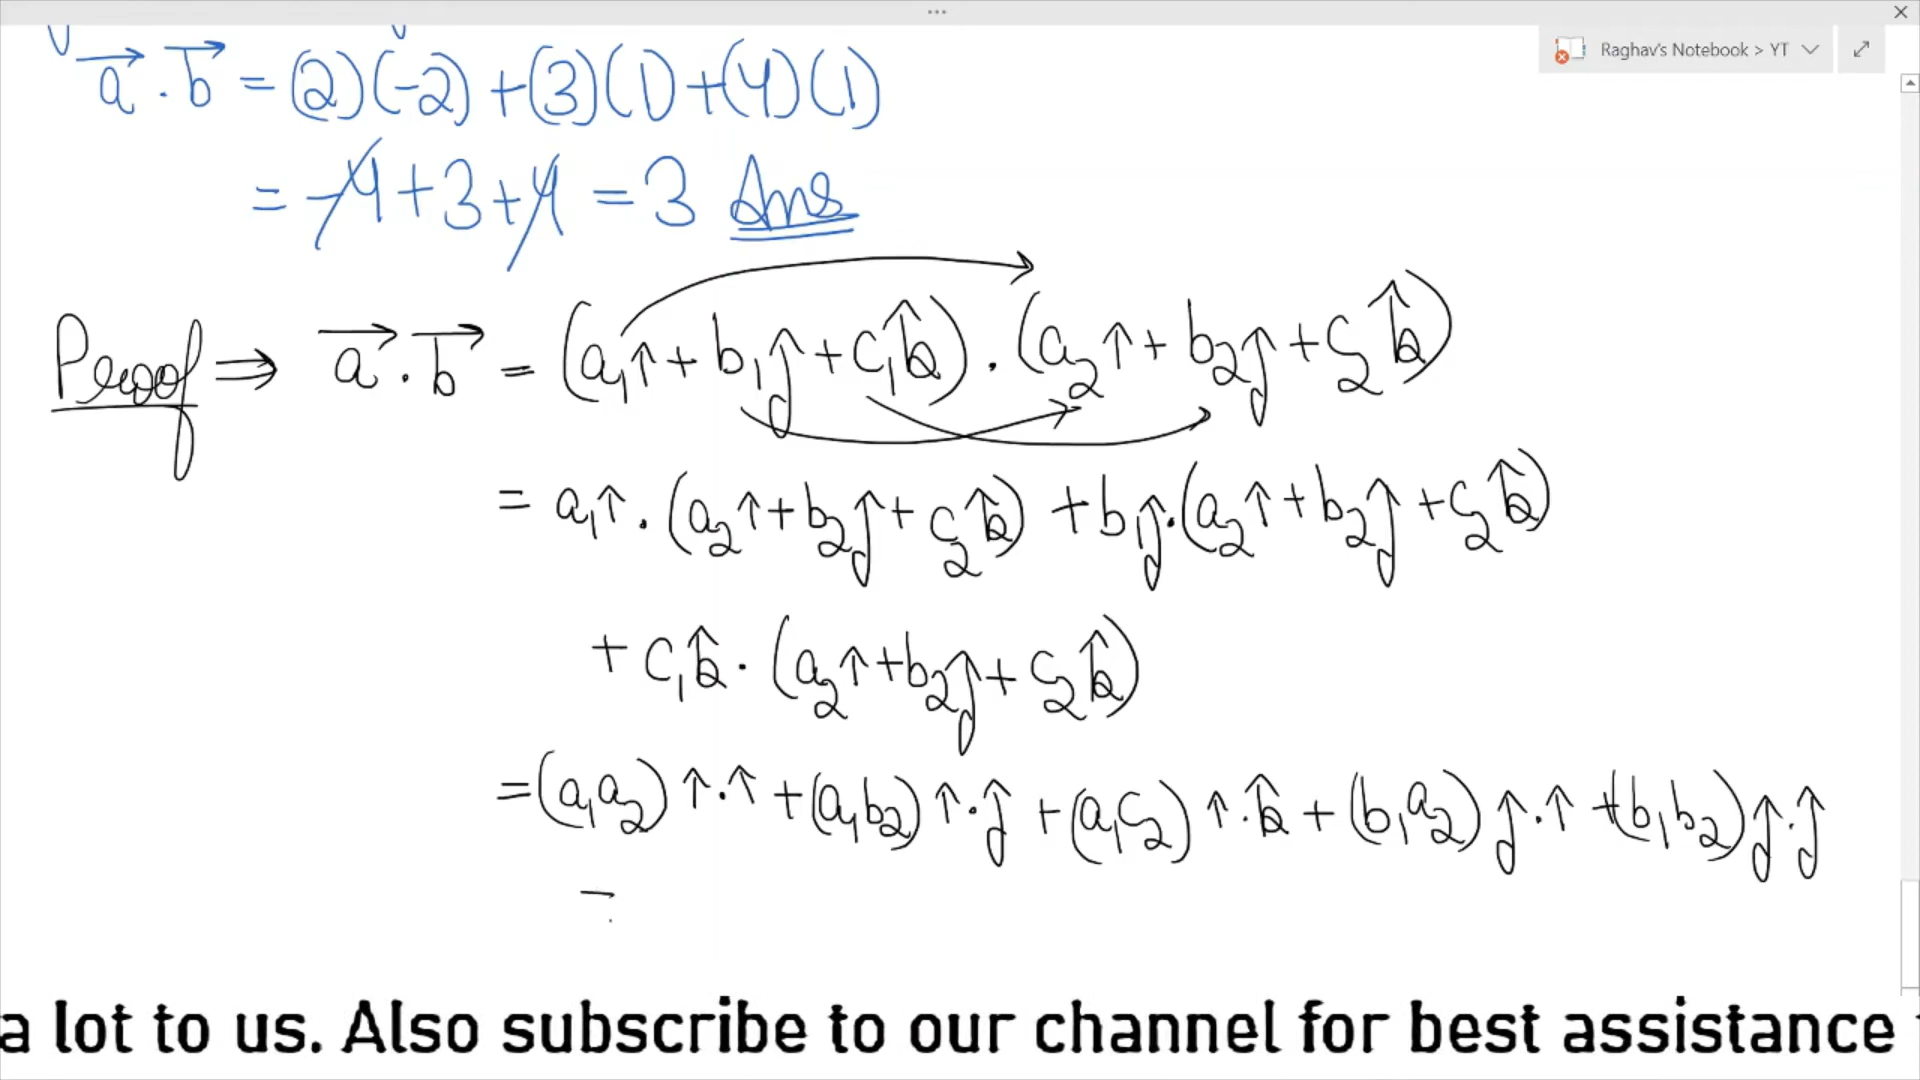 Raghav's Notebook > YT
a⃗ . b⃗ = (2)(-2) + (3)(1) + (4)(1)
= -4 + 3 + 4 = 3 Ans
Proof ⇒ a⃗ . b⃗ = (a₁î + b₁ĵ + c₁k̂) . (a₂î + b₂ĵ + c₂k̂)
= a₁î . (a₂î + b₂ĵ + c₂k̂) + b₁ĵ . (a₂î + b₂ĵ + c₂k̂)
+ c₁k̂ . (a₂î + b₂ĵ + c₂k̂)
= (a₁a₂) î.î + (a₁b₂) î.ĵ + (a₁c₂) î.k̂ + (b₁a₂) ĵ.î + (b₁b₂) ĵ.ĵ
a lot to us. Also subscribe to our channel for best assistance